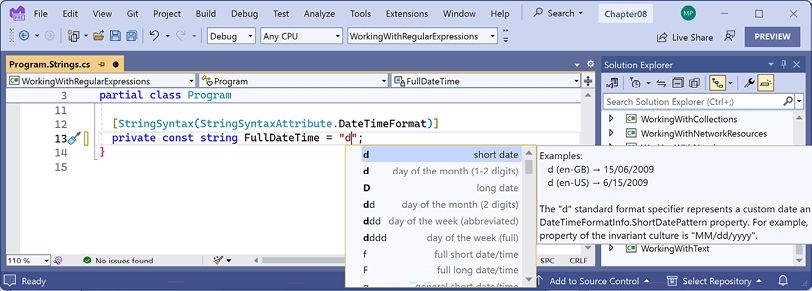 File Edit View Git Project Build Debug Test Analyze Tools Extensions Window Help Search Chapter08 MP
Debug Any CPU WorkingWithRegularExpressions Live Share PREVIEW
Program.Strings.cs Solution Explorer
WorkingWithRegularExpressions Program FullDateTime
3 partial class Program
Search Solution Explorer (Ctrl+;)
11
WorkingWithCollections
12 [StringSyntax(StringSyntaxAttribute.DateTimeFormat)]
WorkingWithNetworkResources
13 private const string FullDateTime = "d";
14 }
15
d short date
d day of the month (1-2 digits)
D long date
dd day of the month (2 digits)
ddd day of the week (abbreviated)
dddd day of the week (full)
f full short date/time
F full long date/time
g general short date/time
Examples:
d (en-GB) → 15/06/2009
d (en-US) → 6/15/2009
The "d" standard format specifier represents a custom date an
DateTimeFormatInfo.ShortDatePattern property. For example,
property of the invariant culture is "MM/dd/yyyy".
WorkingWithText
110 % No issues found SPC CRLF
Ready Add to Source Control Select Repository